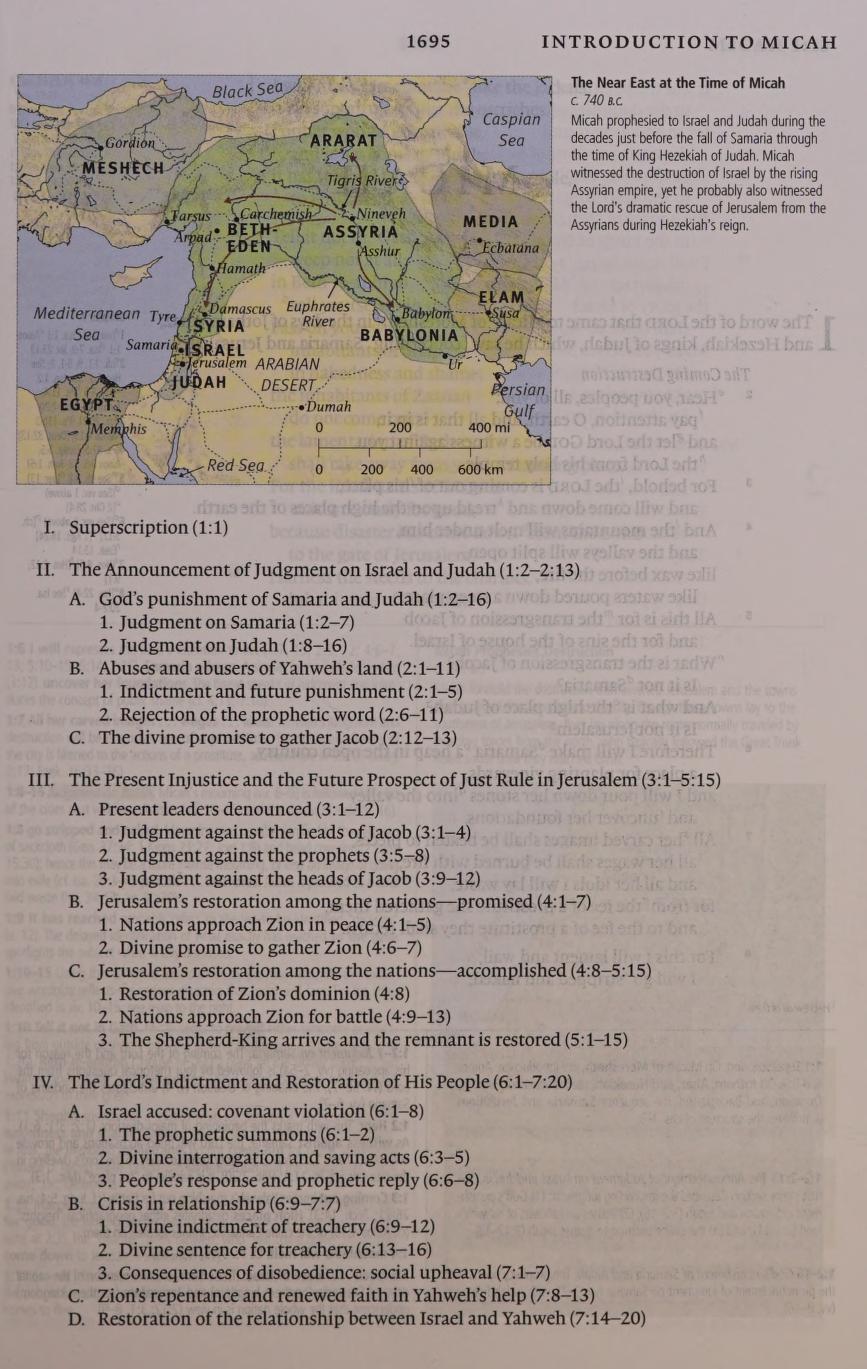 1695 INTRODUCTION TO MICAH
The Near East at the Time of Micah
c. 740 B.C.
Micah prophesied to Israel and Judah during the
decades just before the fall of Samaria through
the time of King Hezekiah of Judah. Micah
witnessed the destruction of Israel by the rising
Assyrian empire, yet he probably also witnessed
the Lord's dramatic rescue of Jerusalem from the
Assyrians during Hezekiah's reign.
Black Sea
Caspian
Sea
Gordion
ARARAT
MESHECH
Tigris River
Tarsus
Carchemish
Nineveh
MEDIA
Arpad
BETH-
EDEN
ASSYRIA
Asshur
Ecbatana
Hamath
ELAM
Mediterranean
Sea
Tyre
Damascus
Euphrates
River
Babylon
Susa
SYRIA
BABYLONIA
Samaria
ISRAEL
Jerusalem
ARABIAN
DESERT
Ur
JUDAH
Persian
Gulf
EGYPT
Dumah
Memphis
0 200 400 mi
Red Sea
0 200 400 600 km
I. Superscription (1:1)
II. The Announcement of Judgment on Israel and Judah (1:2–2:13)
A. God's punishment of Samaria and Judah (1:2–16)
1. Judgment on Samaria (1:2–7)
2. Judgment on Judah (1:8–16)
B. Abuses and abusers of Yahweh's land (2:1–11)
1. Indictment and future punishment (2:1–5)
2. Rejection of the prophetic word (2:6–11)
C. The divine promise to gather Jacob (2:12–13)
III. The Present Injustice and the Future Prospect of Just Rule in Jerusalem (3:1–5:15)
A. Present leaders denounced (3:1–12)
1. Judgment against the heads of Jacob (3:1–4)
2. Judgment against the prophets (3:5–8)
3. Judgment against the heads of Jacob (3:9–12)
B. Jerusalem's restoration among the nations—promised (4:1–7)
1. Nations approach Zion in peace (4:1–5)
2. Divine promise to gather Zion (4:6–7)
C. Jerusalem's restoration among the nations—accomplished (4:8–5:15)
1. Restoration of Zion's dominion (4:8)
2. Nations approach Zion for battle (4:9–13)
3. The Shepherd-King arrives and the remnant is restored (5:1–15)
IV. The Lord's Indictment and Restoration of His People (6:1–7:20)
A. Israel accused: covenant violation (6:1–8)
1. The prophetic summons (6:1–2)
2. Divine interrogation and saving acts (6:3–5)
3. People's response and prophetic reply (6:6–8)
B. Crisis in relationship (6:9–7:7)
1. Divine indictment of treachery (6:9–12)
2. Divine sentence for treachery (6:13–16)
3. Consequences of disobedience: social upheaval (7:1–7)
C. Zion's repentance and renewed faith in Yahweh's help (7:8–13)
D. Restoration of the relationship between Israel and Yahweh (7:14–20)